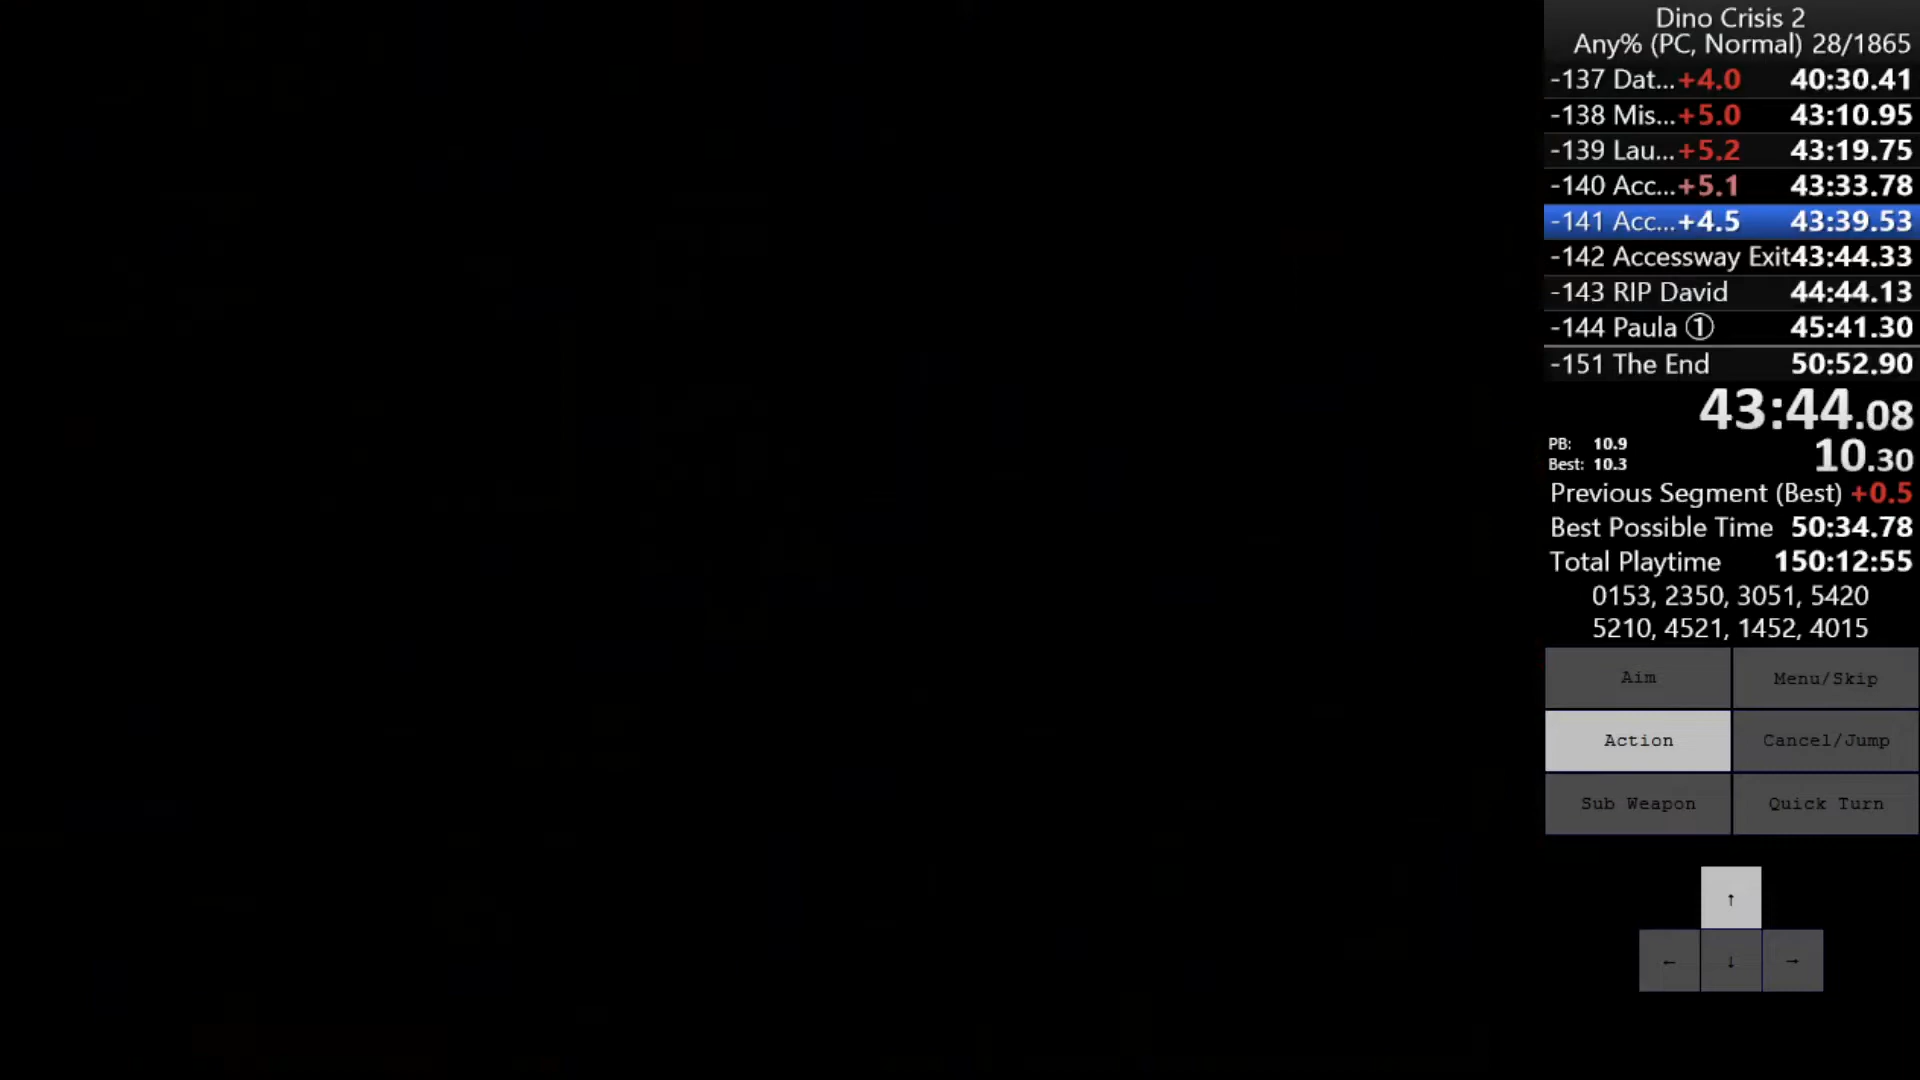 Dino Crisis 2
Any% (PC, Normal) 28/1865
-137 Dat... +4.0 40:30.41
-138 Mis... +5.0 43:10.95
-139 Lau... +5.2 43:19.75
-140 Acc... +5.1 43:33.78
-141 Acc... +4.5 43:39.53
-142 Accessway Exit 43:44.33
-143 RIP David 44:44.13
-144 Paula ① 45:41.30
-151 The End 50:52.90
43:44.08
PB: 10.9
Best: 10.3
10.30
Previous Segment (Best) +0.5
Best Possible Time 50:34.78
Total Playtime 150:12:55
0153, 2350, 3051, 5420
5210, 4521, 1452, 4015
Aim Menu/Skip
Action Cancel/Jump
Sub Weapon Quick Turn
↑
← ↓ →